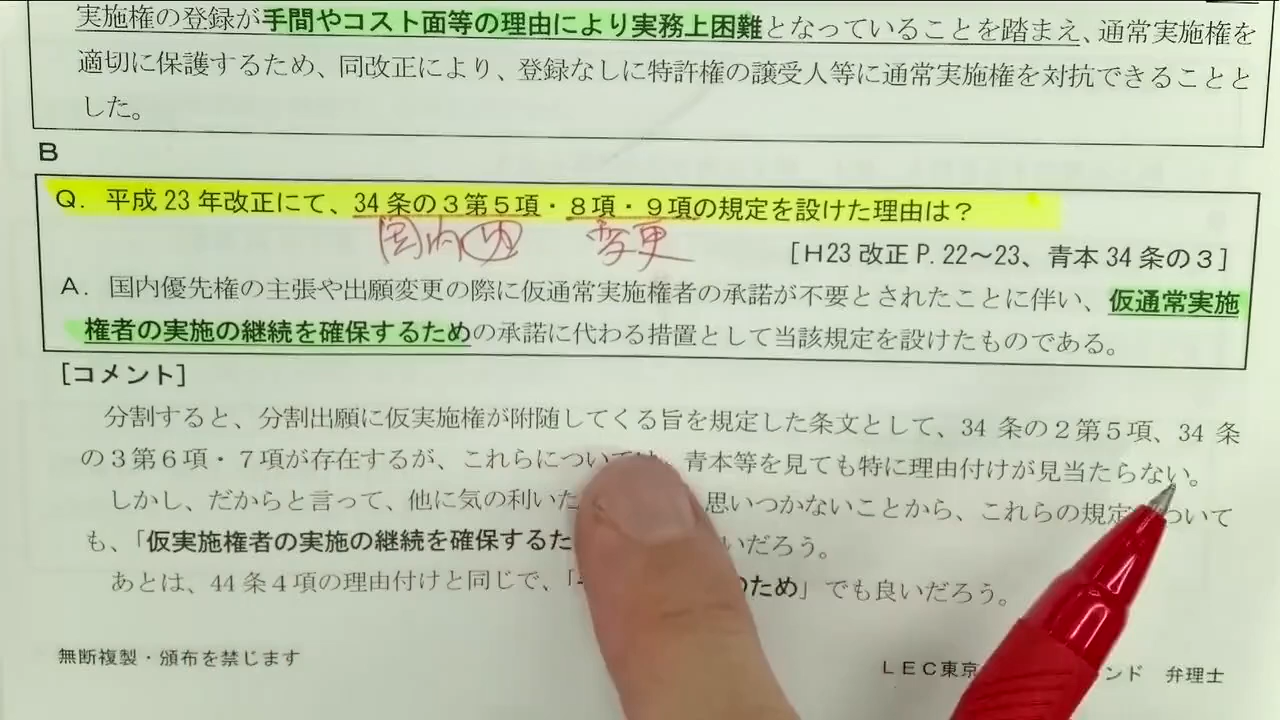 実施権の登録が手間やコスト面等の理由により実務上困難となっていることを踏まえ、通常実施権を
適切に保護するため、同改正により、登録なしに特許権の譲受人等に通常実施権を対抗できることと
した。
B
Q. 平成23年改正にて、34条の3第5項・8項・9項の規定を設けた理由は?
国内 変更
[H23改正P.22～23、青本34条の3]
A. 国内優先権の主張や出願変更の際に仮通常実施権者の承諾が不要とされたことに伴い、仮通常実施
権者の実施の継続を確保するための承諾に代わる措置として当該規定を設けたものである。
[コメント]
分割すると、分割出願に仮実施権が附随してくる旨を規定した条文として、34条の2第5項、34条
の3第6項・7項が存在するが、これらについては、青本等を見ても特に理由付けが見当たらない。
しかし、だからと言って、他に気の利いた 思いつかないことから、これらの規定 ついて
も、「仮実施権者の実施の継続を確保するた いだろう。
あとは、44条4項の理由付けと同じで、「 のため」でも良いだろう。
無断複製・頒布を禁じます
LEC東京 ンド 弁理士